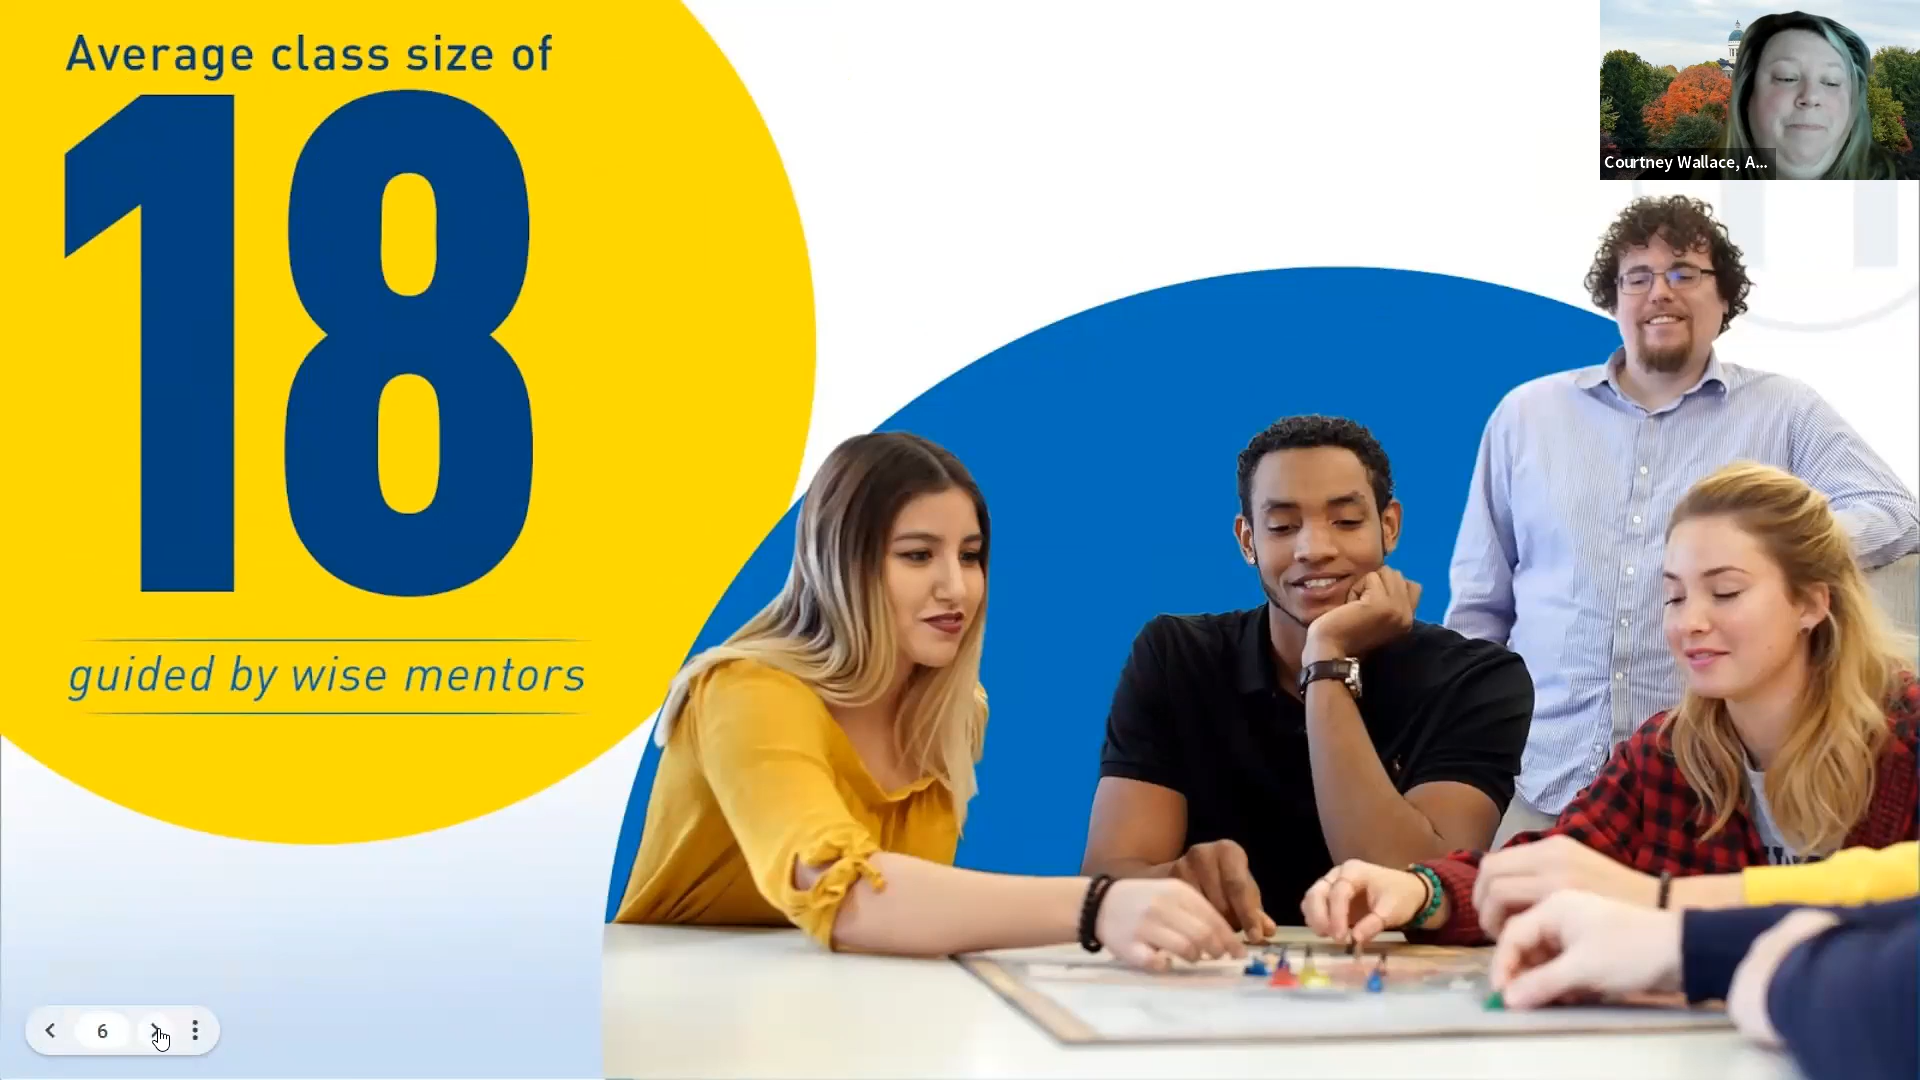 Average class size of
18
guided by wise mentors
Courtney Wallace, A...
6